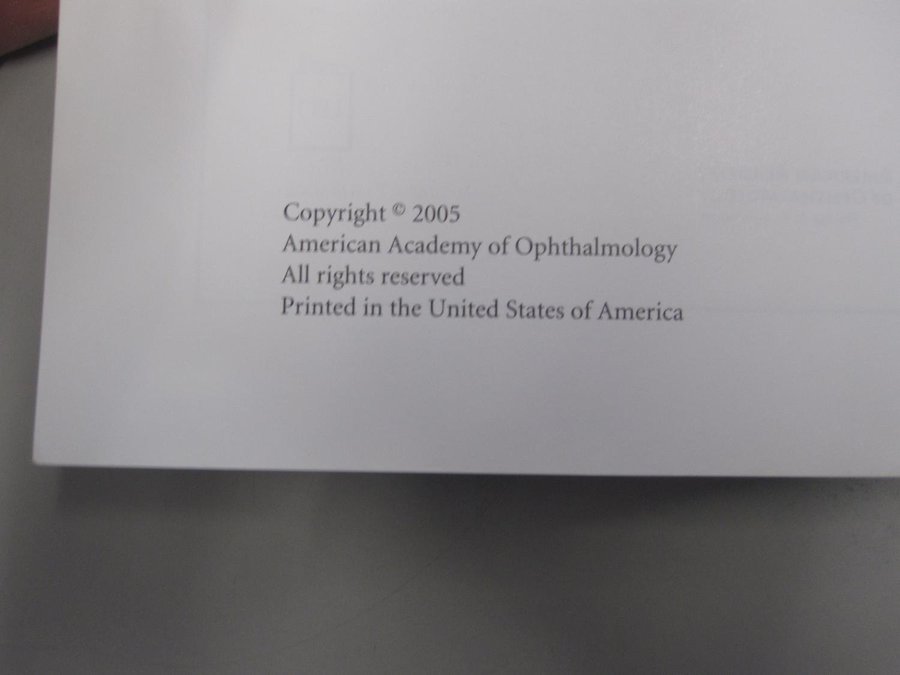 Copyright © 2005
American Academy of Ophthalmology
All rights reserved
Printed in the United States of America